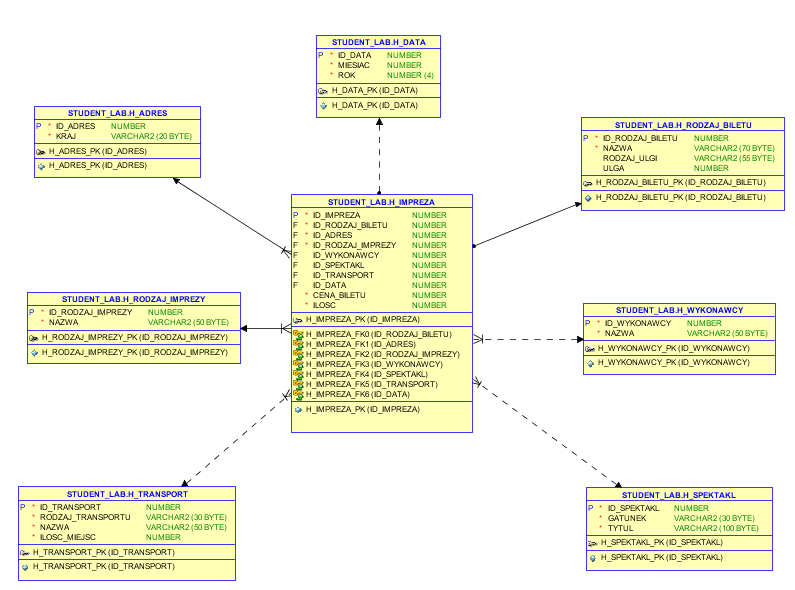 STUDENT_LAB.H_DATA
P * ID_DATA NUMBER
* MIESIAC NUMBER
* ROK NUMBER (4)
H_DATA_PK (ID_DATA)
H_DATA_PK (ID_DATA)
STUDENT_LAB.H_ADRES
P * ID_ADRES NUMBER
* KRAJ VARCHAR2 (20 BYTE)
H_ADRES_PK (ID_ADRES)
H_ADRES_PK (ID_ADRES)
STUDENT_LAB.H_RODZAJ_BILETU
P * ID_RODZAJ_BILETU NUMBER
* NAZWA VARCHAR2 (70 BYTE)
RODZAJ_ULGI VARCHAR2 (55 BYTE)
ULGA NUMBER
H_RODZAJ_BILETU_PK (ID_RODZAJ_BILETU)
H_RODZAJ_BILETU_PK (ID_RODZAJ_BILETU)
STUDENT_LAB.H_IMPREZA
P * ID_IMPREZA NUMBER
F * ID_RODZAJ_BILETU NUMBER
F * ID_ADRES NUMBER
F * ID_RODZAJ_IMPREZY NUMBER
F ID_WYKONAWCY NUMBER
F ID_SPEKTAKL NUMBER
F ID_TRANSPORT NUMBER
F ID_DATA NUMBER
* CENA_BILETU NUMBER
* ILOSC NUMBER
H_IMPREZA_PK (ID_IMPREZA)
H_IMPREZA_FK0 (ID_RODZAJ_BILETU)
H_IMPREZA_FK1 (ID_ADRES)
H_IMPREZA_FK2 (ID_RODZAJ_IMPREZY)
H_IMPREZA_FK3 (ID_WYKONAWCY)
H_IMPREZA_FK4 (ID_SPEKTAKL)
H_IMPREZA_FK5 (ID_TRANSPORT)
H_IMPREZA_FK6 (ID_DATA)
H_IMPREZA_PK (ID_IMPREZA)
STUDENT_LAB.H_RODZAJ_IMPREZY
P * ID_RODZAJ_IMPREZY NUMBER
* NAZWA VARCHAR2 (50 BYTE)
H_RODZAJ_IMPREZY_PK (ID_RODZAJ_IMPREZY)
H_RODZAJ_IMPREZY_PK (ID_RODZAJ_IMPREZY)
STUDENT_LAB.H_WYKONAWCY
P * ID_WYKONAWCY NUMBER
* NAZWA VARCHAR2 (50 BYTE)
H_WYKONAWCY_PK (ID_WYKONAWCY)
H_WYKONAWCY_PK (ID_WYKONAWCY)
STUDENT_LAB.H_TRANSPORT
P * ID_TRANSPORT NUMBER
* RODZAJ_TRANSPORTU VARCHAR2 (30 BYTE)
* NAZWA VARCHAR2 (50 BYTE)
* ILOSC_MIEJSC NUMBER
H_TRANSPORT_PK (ID_TRANSPORT)
H_TRANSPORT_PK (ID_TRANSPORT)
STUDENT_LAB.H_SPEKTAKL
P * ID_SPEKTAKL NUMBER
* GATUNEK VARCHAR2 (30 BYTE)
* TYTUL VARCHAR2 (100 BYTE)
H_SPEKTAKL_PK (ID_SPEKTAKL)
H_SPEKTAKL_PK (ID_SPEKTAKL)